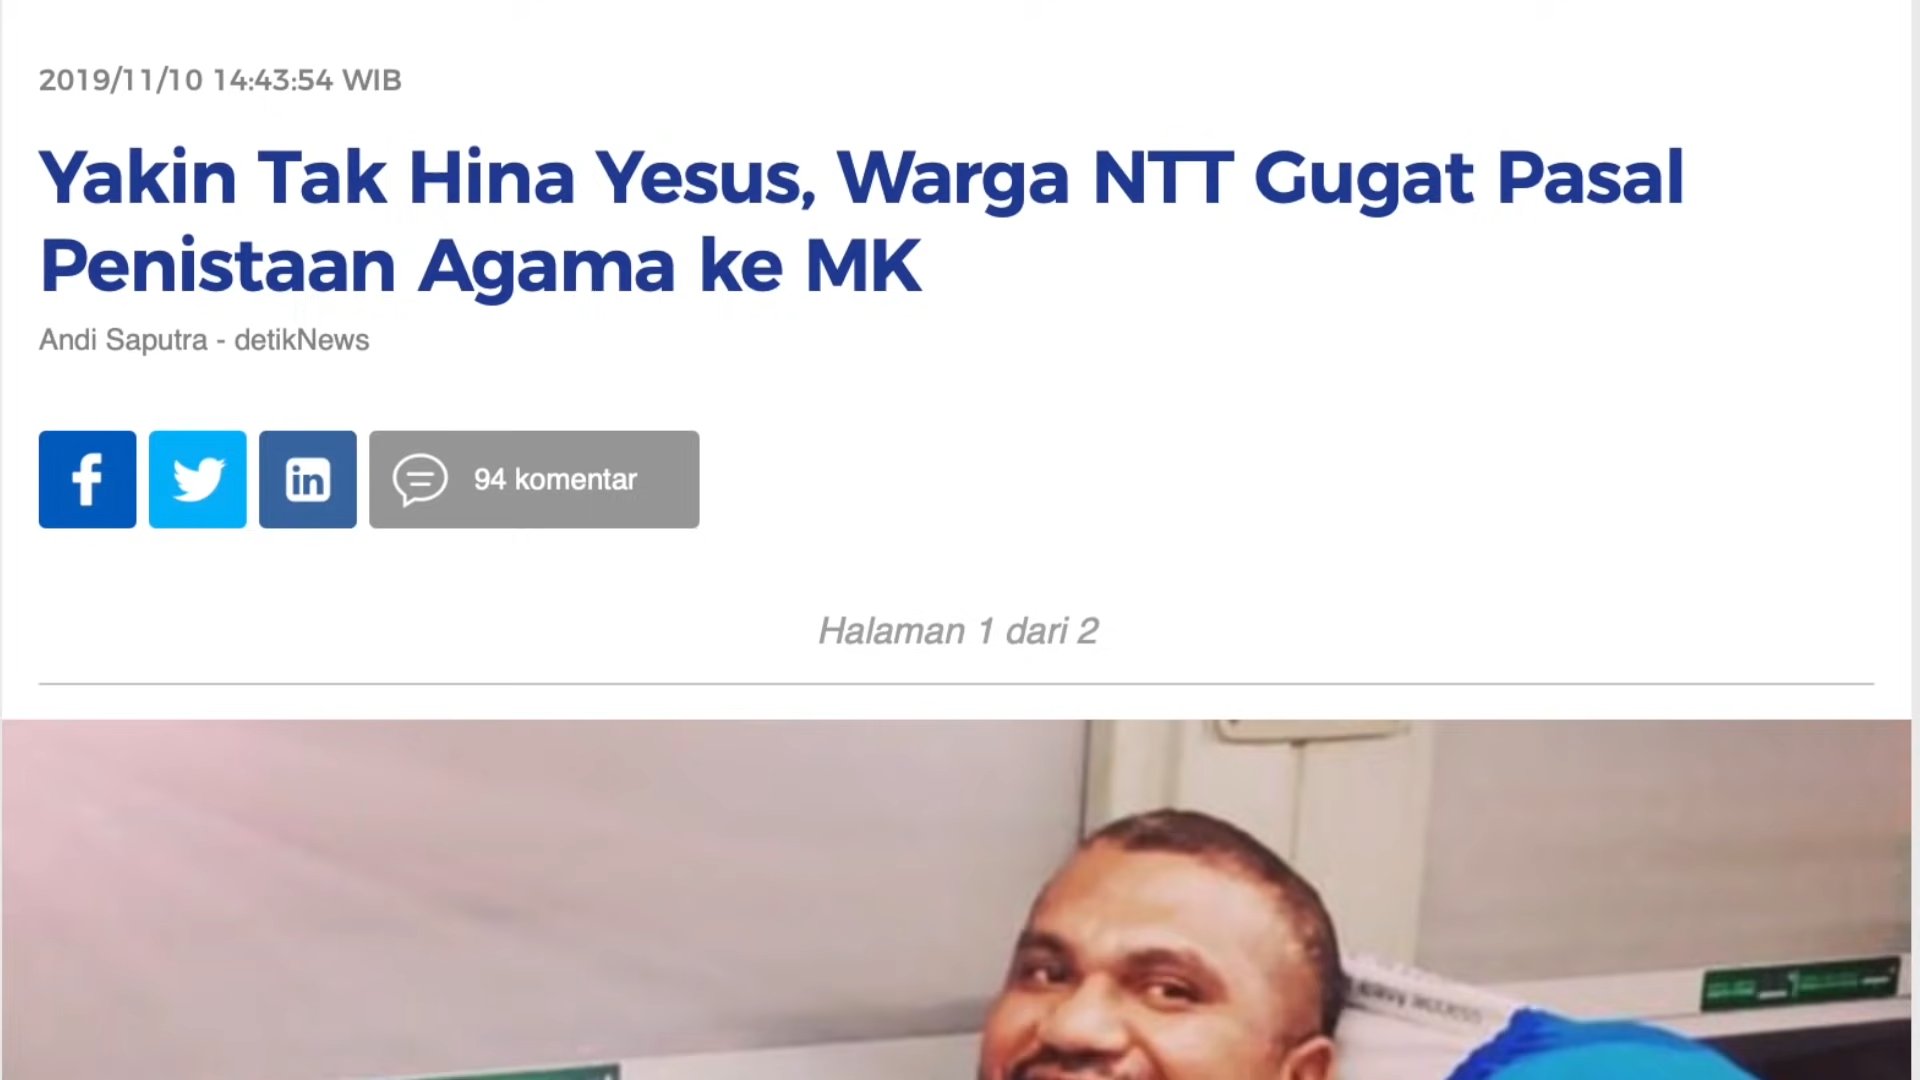 2019/11/10 14:43:54 WIB
Yakin Tak Hina Yesus, Warga NTT Gugat Pasal
Penistaan Agama ke MK
Andi Saputra - detikNews
94 komentar
Halaman 1 dari 2